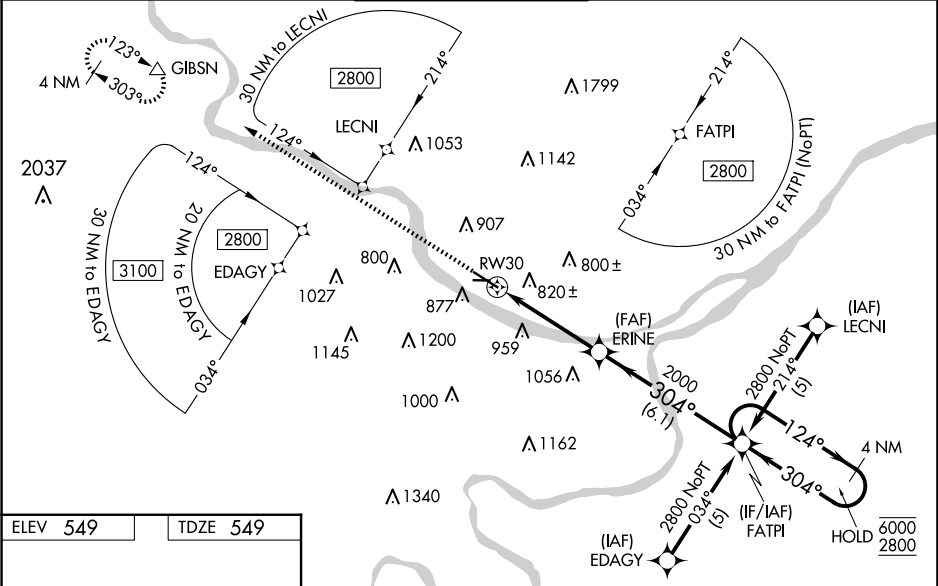 123°
303°
4 NM
GIBSN
30 NM to LECNI
2800
214°
LECNI
124°
1053
1799
1142
214°
FATPI
2800
034°
30 NM to FATPI (NoPT)
2037
124°
30 NM to EDAGY
20 NM to EDAGY
3100
2800
EDAGY
034°
907
800
1027
877
RW30
820±
800±
1145
1200
959
1056
1000
1162
1340
(FAF)
ERINE
2000
304°
(6.1)
(IAF)
LECNI
2800 NoPT
214°
(5)
124°
4 NM
304°
HOLD
6000
2800
(IF/IAF)
FATPI
2800 NoPT
034°
(5)
(IAF)
EDAGY
ELEV 549
TDZE 549